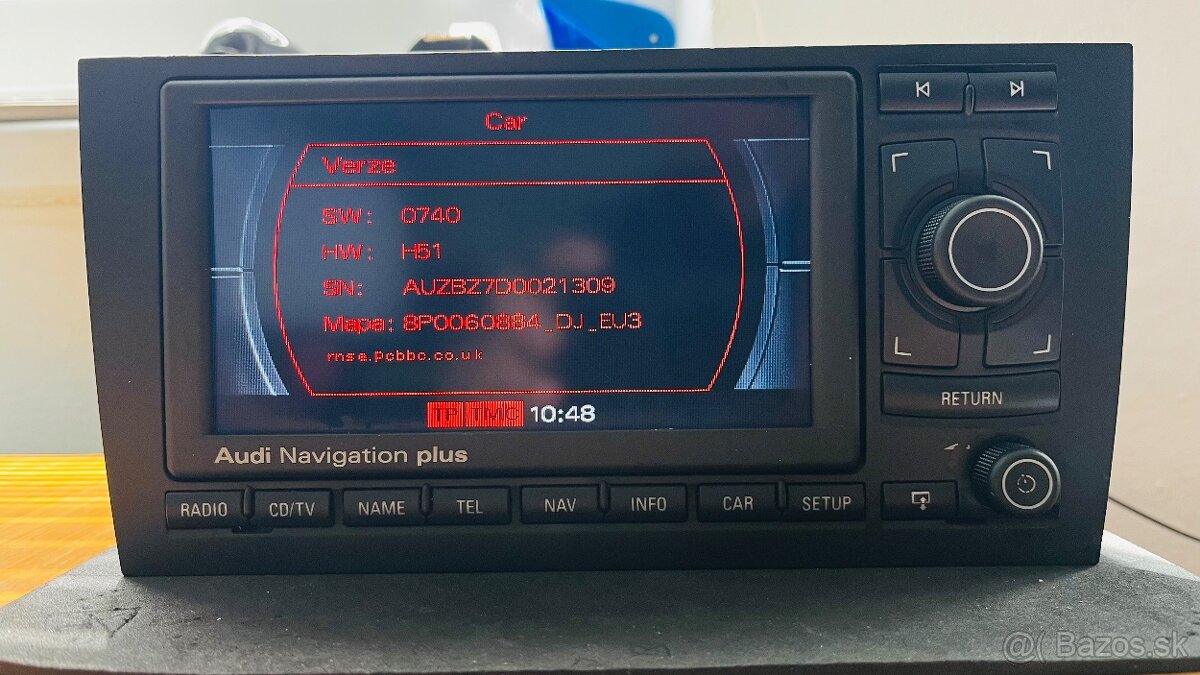 Car
Verze
SW: 0740
HW: H51
SN: AUZBZ7D0021309
Mapa: 8P0060884_DJ_EU3
rnse.pcbbc.co.uk
TP TMC 10:48
Audi Navigation plus
RADIO CD/TV NAME TEL NAV INFO CAR SETUP
RETURN
@( Bazos.sk